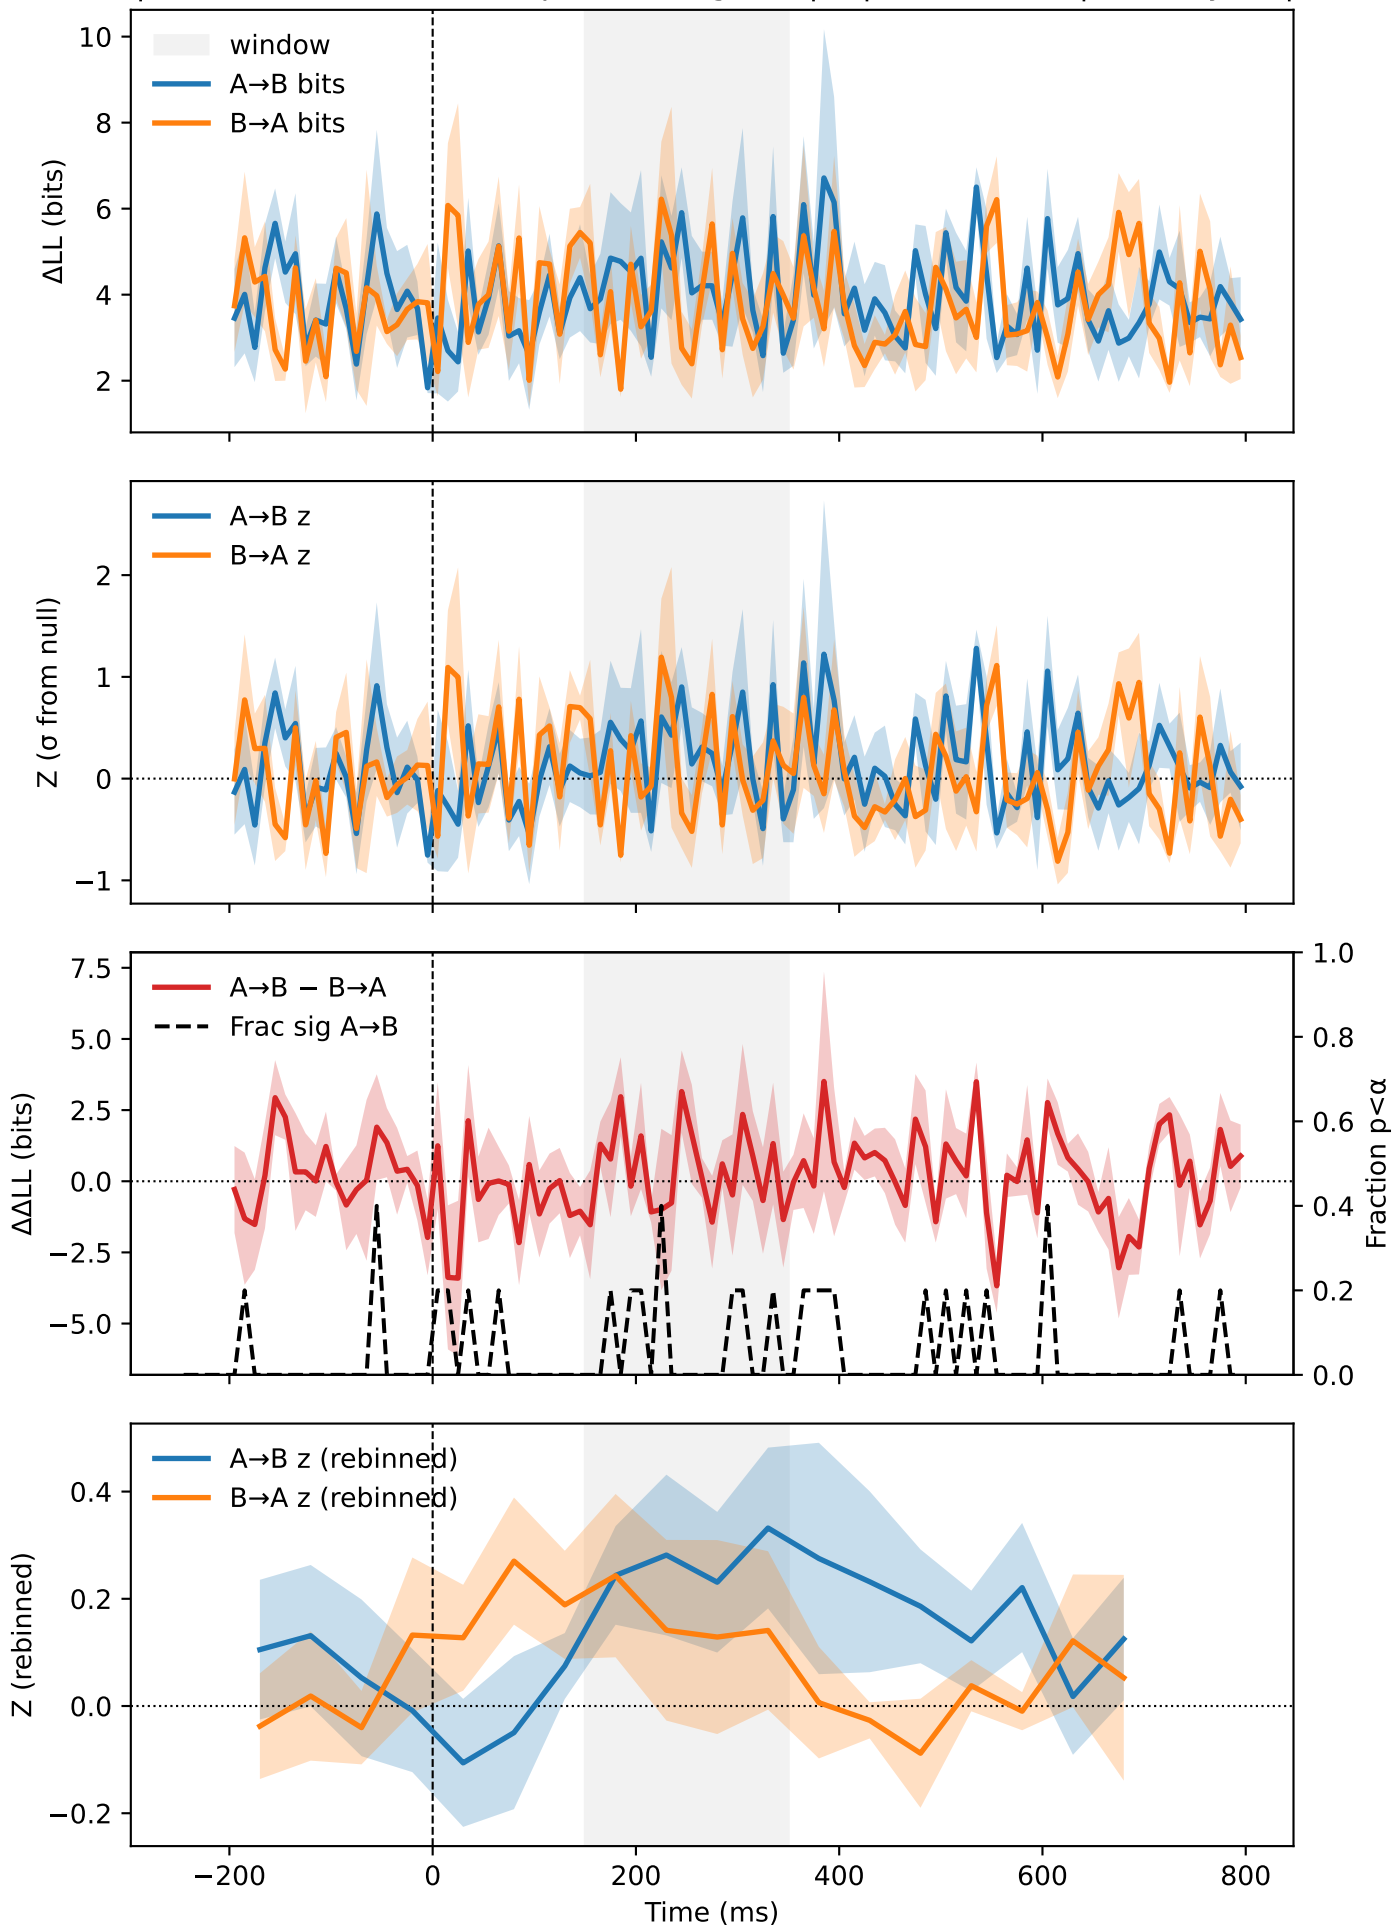 10
8
6
4
2
ΔLL (bits)
window
A→B bits
B→A bits
2
1
0
−1
Z (σ from null)
A→B z
B→A z
7.5
5.0
2.5
0.0
−2.5
−5.0
ΔΔLL (bits)
A→B − B→A
Frac sig A→B
1.0
0.8
0.6
0.4
0.2
0.0
Fraction p<α
0.4
0.2
0.0
−0.2
Z (rebinned)
A→B z (rebinned)
B→A z (rebinned)
−200 0 200 400 600 800
Time (ms)